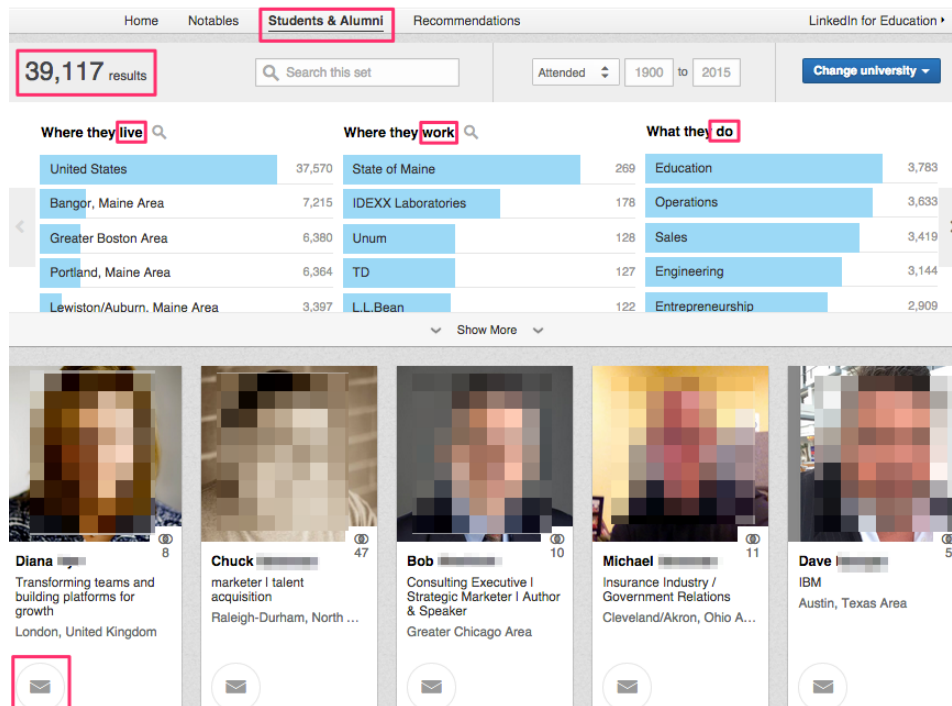 Home Notables Students & Alumni Recommendations LinkedIn for Education
39,117 results Search this set Attended 1900 to 2015 Change university
Where they live
United States 37,570
Bangor, Maine Area 7,215
Greater Boston Area 6,380
Portland, Maine Area 6,364
Lewiston/Auburn, Maine Area 3,397
Where they work
State of Maine 269
IDEXX Laboratories 178
Unum 128
TD 127
L.L.Bean 122
What they do
Education 3,783
Operations 3,633
Sales 3,419
Engineering 3,144
Entrepreneurship 2,909
Show More
8
Diana
Transforming teams and
building platforms for
growth
London, United Kingdom
47
Chuck
marketer | talent
acquisition
Raleigh-Durham, North ...
10
Bob
Consulting Executive |
Strategic Marketer | Author
& Speaker
Greater Chicago Area
11
Michael
Insurance Industry /
Government Relations
Cleveland/Akron, Ohio A...
5
Dave
IBM
Austin, Texas Area